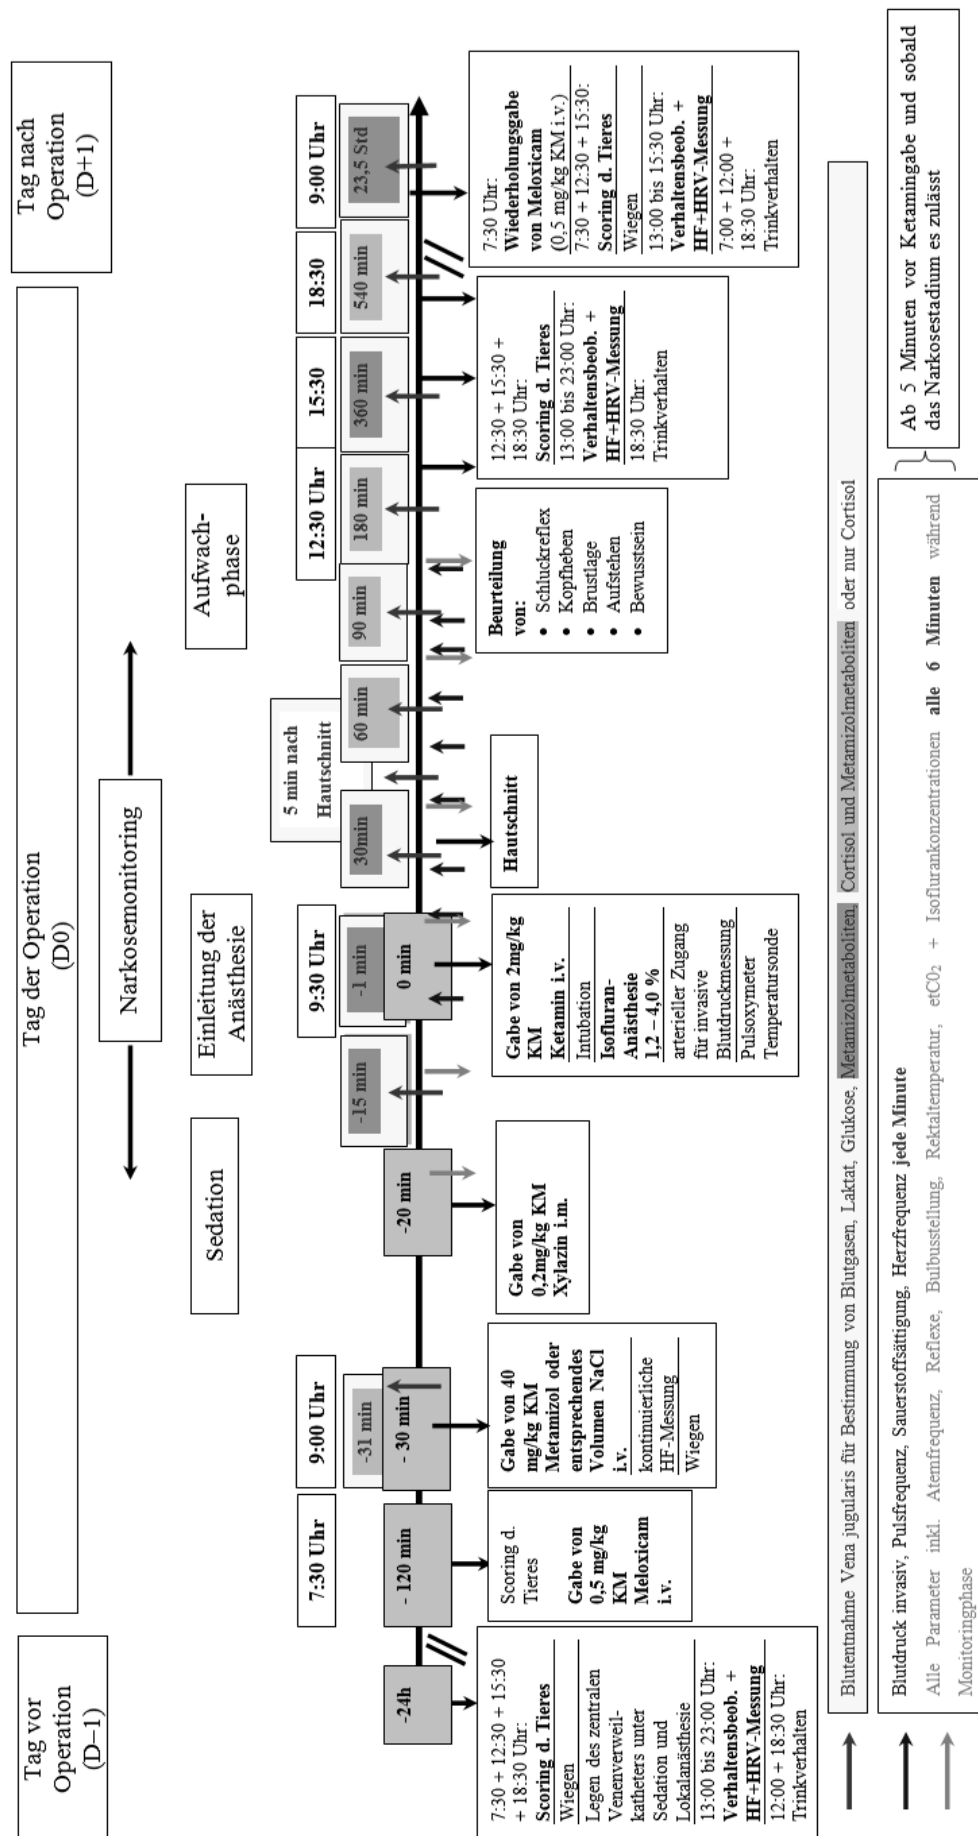 Tag vor
Operation
(D–1)
Tag der Operation
(D0)
Tag nach
Operation
(D+1)
Narkosemonitoring
Sedation
Einleitung der
Anästhesie
Aufwach-
phase
7:30 Uhr
9:00 Uhr
9:30 Uhr
12:30 Uhr
15:30
18:30
9:00 Uhr
5 min nach
Hautschnitt
-24h
- 120 min
-31 min
- 30 min
-20 min
-15 min
-1 min
0 min
30min
60 min
90 min
180 min
360 min
540 min
23,5 Std
7:30 + 12:30 + 15:30
+ 18:30 Uhr:
Scoring d. Tieres
Wiegen
Legen des zentralen
Venenverweil-
katheters unter
Sedation und
Lokalanästhesie
13:00 bis 23:00 Uhr:
Verhaltensbeob. +
HF+HRV-Messung
12:00 + 18:30 Uhr:
Trinkverhalten
Scoring d.
Tieres
Gabe von
0,5 mg/kg
KM
Meloxicam
i.v.
Gabe von 40
mg/kg KM
Metamizol oder
entsprechendes
Volumen NaCl
i.v.
kontinuierliche
HF-Messung
Wiegen
Gabe von
0,2mg/kg KM
Xylazin i.m.
Gabe von 2mg/kg
KM
Ketamin i.v.
Intubation
Isofluran-
Anästhesie
1,2 – 4,0 %
arterieller Zugang
für invasive
Blutdruckmessung
Pulsoxymeter
Temperatursonde
Hautschnitt
Beurteilung
von:
• Schluckreflex
• Kopfheben
• Brustlage
• Aufstehen
• Bewusstsein
12:30 + 15:30 +
18:30 Uhr:
Scoring d. Tieres
13:00 bis 23:00 Uhr:
Verhaltensbeob. +
HF+HRV-Messung
18:30 Uhr:
Trinkverhalten
7:30 Uhr:
Wiederholungsgabe
von Meloxicam
(0,5 mg/kg KM i.v.)
7:30 + 12:30 + 15:30:
Scoring d. Tieres
Wiegen
13:00 bis 15:30 Uhr:
Verhaltensbeob. +
HF+HRV-Messung
7:00 + 12:00 +
18:30 Uhr:
Trinkverhalten
Blutentnahme Vena jugularis für Bestimmung von Blutgasen, Laktat, Glukose, Metamizolmetaboliten, Cortisol und Metamizolmetaboliten oder nur Cortisol
Blutdruck invasiv, Pulsfrequenz, Sauerstoffsättigung, Herzfrequenz jede Minute
Alle Parameter inkl. Atemfrequenz, Reflexe, Bulbusstellung, Rektaltemperatur, etCO₂ + Isoflurankonzentrationen alle 6 Minuten während
Monitoringphase
Ab 5 Minuten vor Ketamingabe und sobald
das Narkosestadium es zulässt